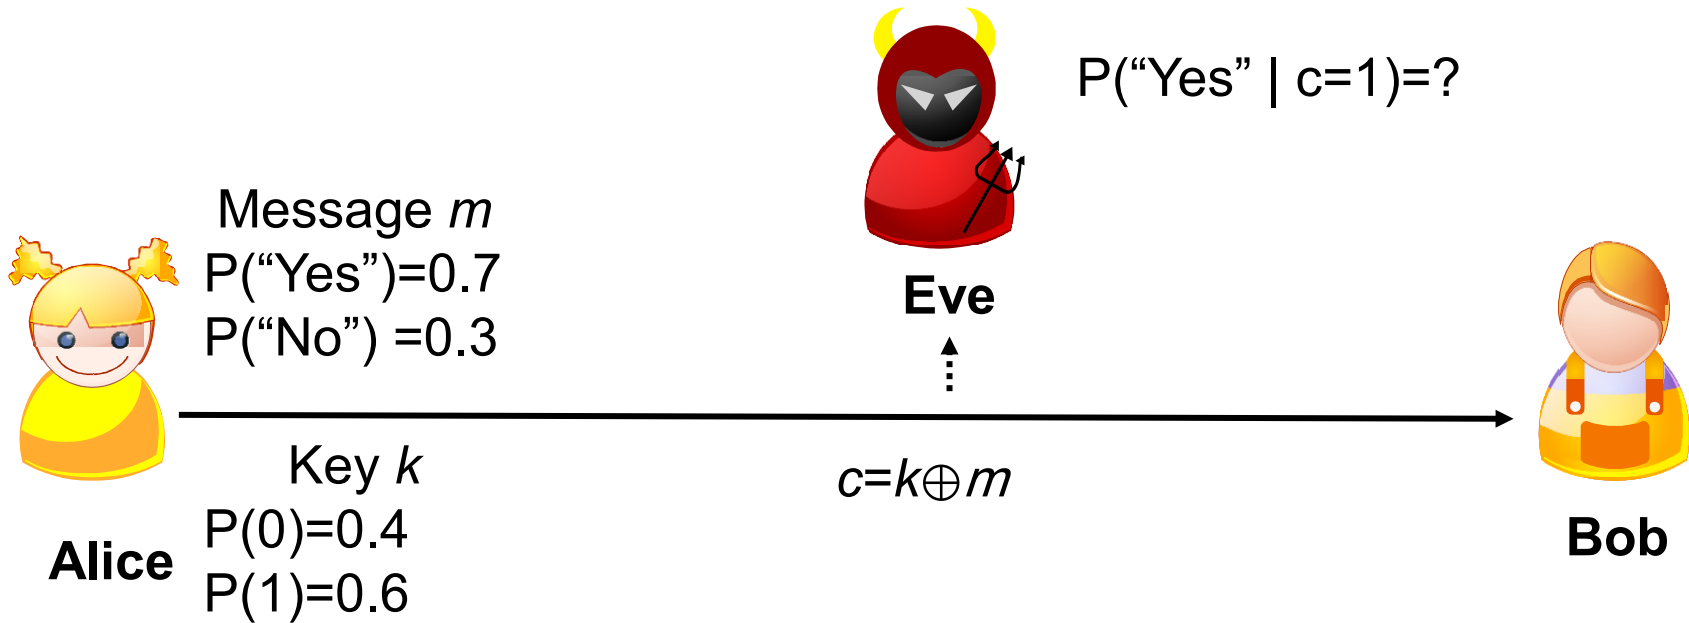 P(“Yes” | c=1)=?
Message m
P(“Yes”)=0.7
P(“No”) =0.3
Eve
Key k
P(0)=0.4
P(1)=0.6
c=k⊕m
Alice
Bob